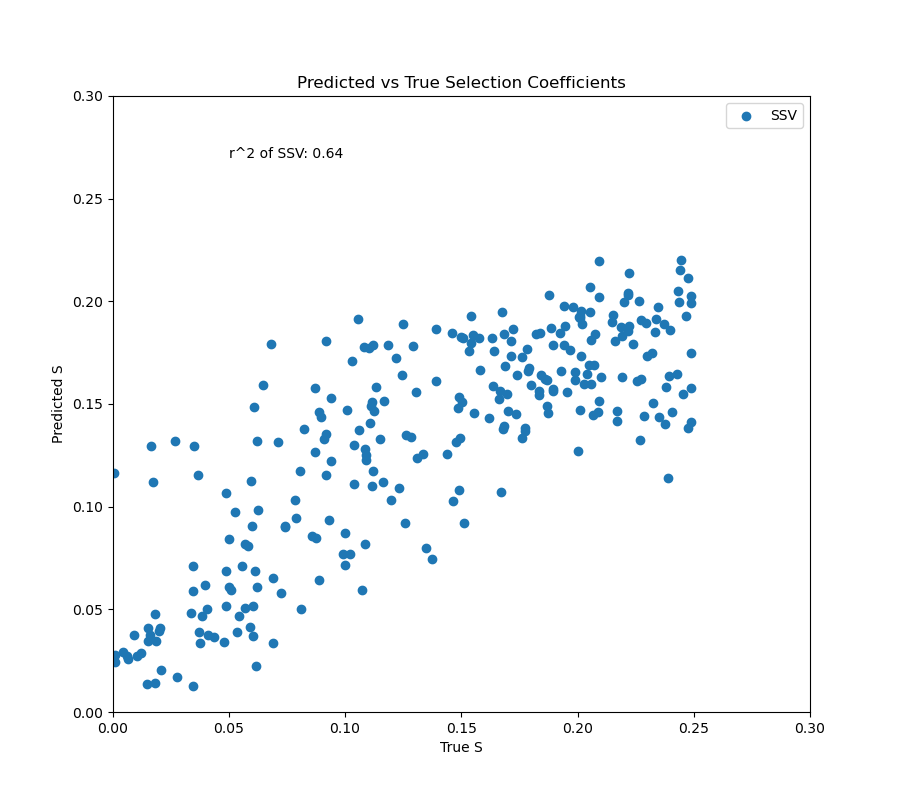 Predicted vs True Selection Coefficients
0.30
SSV
r^2 of SSV: 0.64
0.25
0.20
0.15
Predicted S
0.10
0.05
0.00
0.00 0.05 0.10 0.15 0.20 0.25 0.30
True S